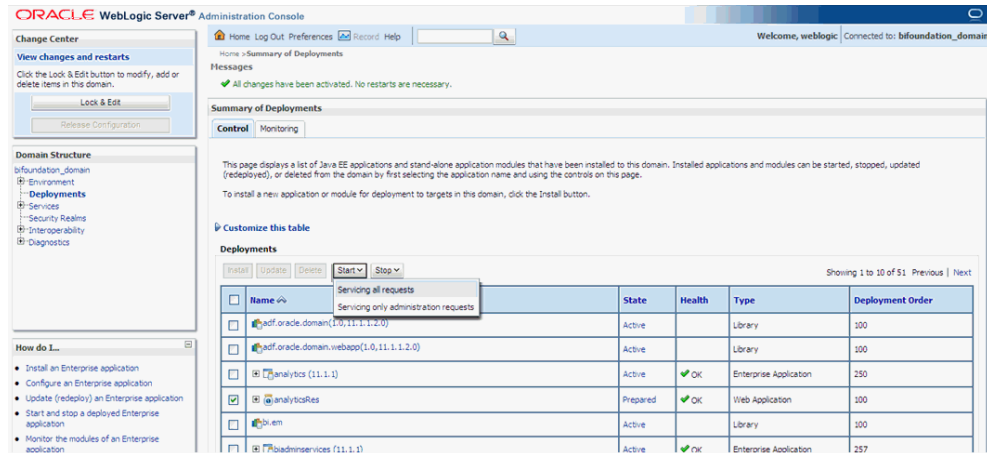 ORACLE WebLogic Server® Administration Console
Change Center
View changes and restarts
Click the Lock & Edit button to modify, add or
delete items in this domain.
Lock & Edit
Release Configuration
Domain Structure
bifoundation_domain
Environment
Deployments
Services
Security Realms
Interoperability
Diagnostics
How do I...
Install an Enterprise application
Configure an Enterprise application
Update (redeploy) an Enterprise application
Start and stop a deployed Enterprise
application
Monitor the modules of an Enterprise
application
Home Log Out Preferences Record Help
Welcome, weblogic Connected to: bifoundation_domain
Home >Summary of Deployments
Messages
All changes have been activated. No restarts are necessary.
Summary of Deployments
Control Monitoring
This page displays a list of Java EE applications and stand-alone application modules that have been installed to this domain. Installed applications and modules can be started, stopped, updated
(redeployed), or deleted from the domain by first selecting the application name and using the controls on this page.
To install a new application or module for deployment to targets in this domain, click the Install button.
Customize this table
Deployments
Install Update Delete Start Stop
Showing 1 to 10 of 51 Previous | Next
Servicing all requests
Servicing only administration requests
Name State Health Type Deployment Order
adf.oracle.domain(1.0,11.1.1.2.0) Active Library 100
adf.oracle.domain.webapp(1.0,11.1.1.2.0) Active Library 100
analytics (11.1.1) Active OK Enterprise Application 250
analyticsRes Prepared OK Web Application 100
bi.em Active Library 100
biadminservices (11.1.1) Active OK Enterprise Application 257